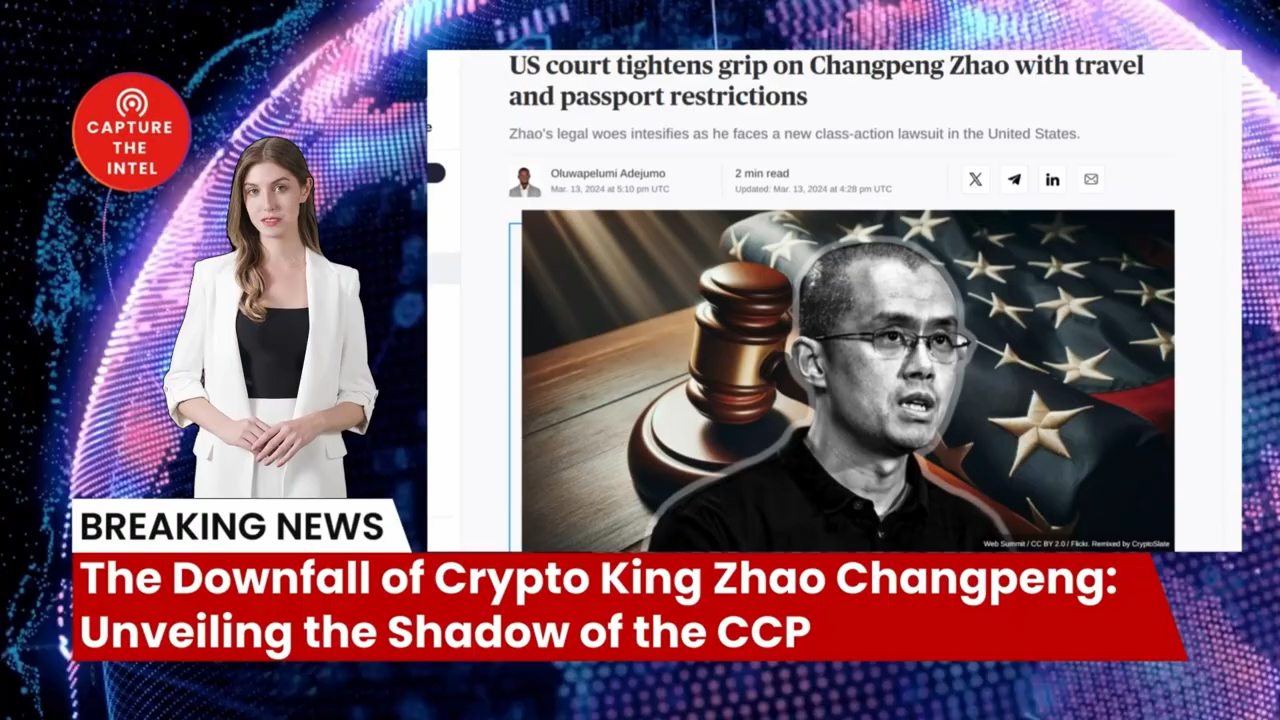 CAPTURE
THE
INTEL
US court tightens grip on Changpeng Zhao with travel
and passport restrictions
Zhao's legal woes intesifies as he faces a new class-action lawsuit in the United States.
Oluwapelumi Adejumo
Mar. 13, 2024 at 5:10 pm UTC
2 min read
Updated: Mar. 13, 2024 at 4:28 pm UTC
Web Summit / CC BY 2.0 / Flickr. Remixed by CryptoSlate
BREAKING NEWS
The Downfall of Crypto King Zhao Changpeng:
Unveiling the Shadow of the CCP